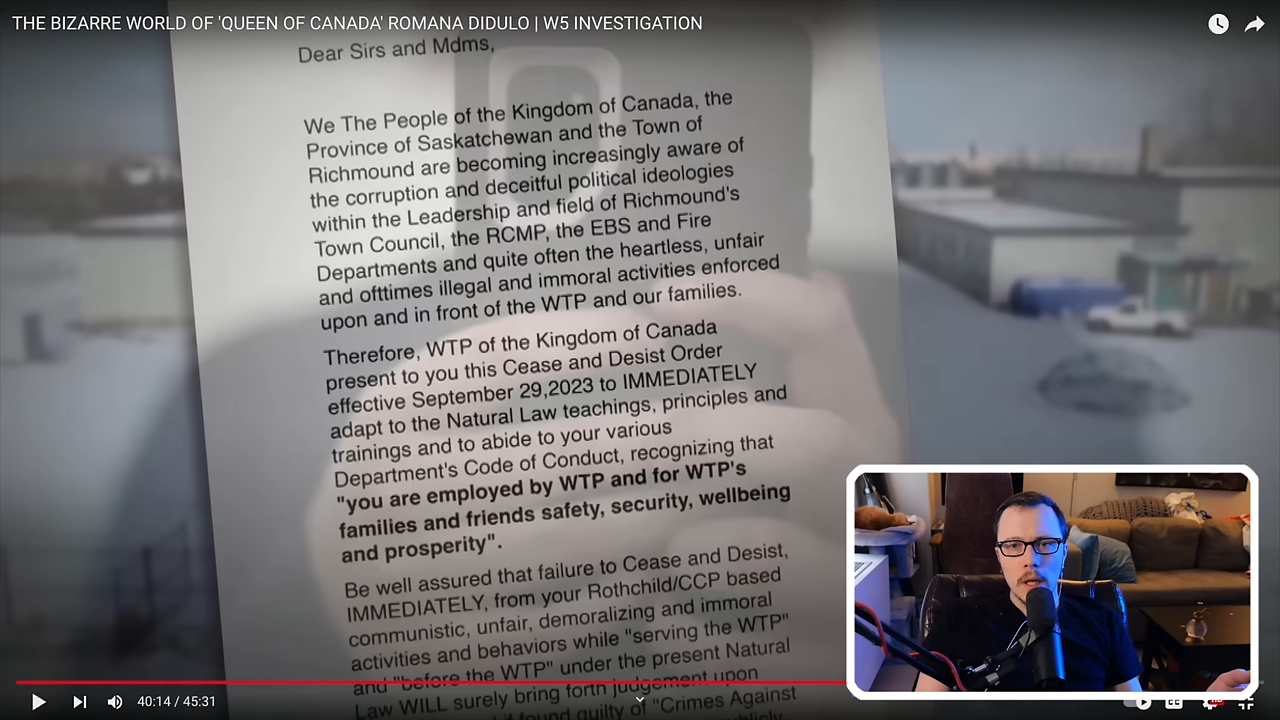 THE BIZARRE WORLD OF 'QUEEN OF CANADA' ROMANA DIDULO | W5 INVESTIGATION
Dear Sirs and Mdms,
We The People of the Kingdom of Canada, the
Province of Saskatchewan and the Town of
Richmound are becoming increasingly aware of
the corruption and deceitful political ideologies
within the Leadership and field of Richmound's
Town Council, the RCMP, the EBS and Fire
Departments and quite often the heartless, unfair
and ofttimes illegal and immoral activities enforced
upon and in front of the WTP and our families.
Therefore, WTP of the Kingdom of Canada
present to you this Cease and Desist Order
effective September 29,2023 to IMMEDIATELY
adapt to the Natural Law teachings, principles and
trainings and to abide to your various
Department's Code of Conduct, recognizing that
"you are employed by WTP and for WTP's
families and friends safety, security, wellbeing
and prosperity".
Be well assured that failure to Cease and Desist,
IMMEDIATELY, from your Rothchild/CCP based
communistic, unfair, demoralizing and immoral
activities and behaviors while "serving the WTP"
and "before the WTP" under the present Natural
Law WILL surely bring forth judgement upon
if found guilty of "Crimes Against
40:14 / 45:31
CC